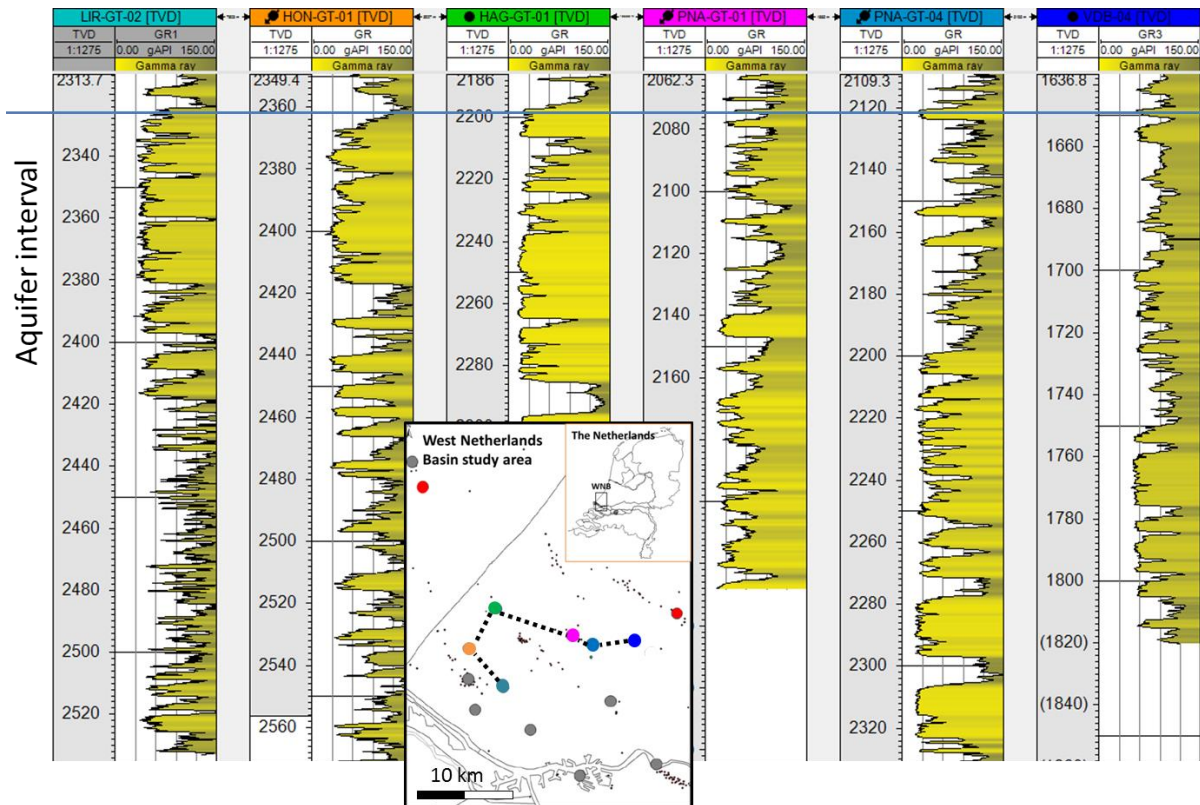 LIR-GT-02 [TVD]
TVD GR1
1:1275 0.00 gAPI 150.00
Gamma ray
2313.7
2340
2360
2380
2400
2420
2440
2460
2480
2500
2520
HON-GT-01 [TVD]
TVD GR
1:1275 0.00 gAPI 150.00
Gamma ray
2349.4
2360
2380
2400
2420
2440
2460
2480
2500
2520
2540
2560
HAG-GT-01 [TVD]
TVD GR
1:1275 0.00 gAPI 150.00
Gamma ray
2186
2200
2220
2240
2260
2280
PNA-GT-01 [TVD]
TVD GR
1:1275 0.00 gAPI 150.00
Gamma ray
2062.3
2080
2100
2120
2140
2160
PNA-GT-04 [TVD]
TVD GR
1:1275 0.00 gAPI 150.00
Gamma ray
2109.3
2120
2140
2160
2180
2200
2220
2240
2260
2280
2300
2320
VDB-04 [TVD]
TVD GR3
1:1275 0.00 gAPI 150.00
Gamma ray
1636.8
1660
1680
1700
1720
1740
1760
1780
1800
(1820)
(1840)
Aquifer interval
West Netherlands
Basin study area
The Netherlands
WNB
10 km